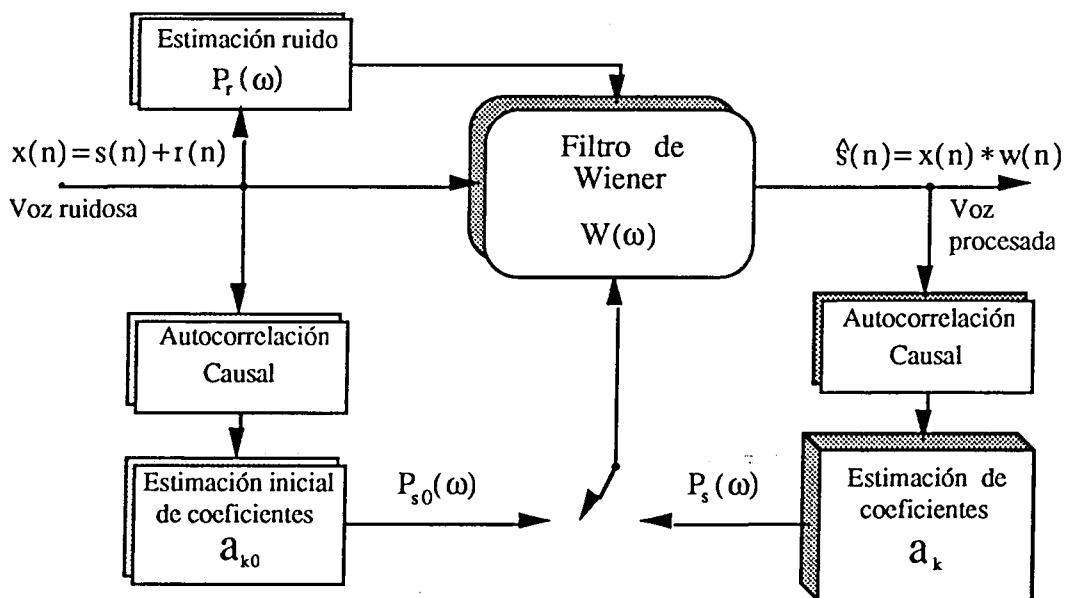 Estimación ruido
P_r(ω)
x(n)=s(n)+r(n)
Voz ruidosa
Filtro de
Wiener
W(ω)
ŝ(n)=x(n)*w(n)
Voz
procesada
Autocorrelación
Causal
Autocorrelación
Causal
Estimación inicial
de coeficientes
a_k0
P_s0(ω)
P_s(ω)
Estimación de
coeficientes
a_k